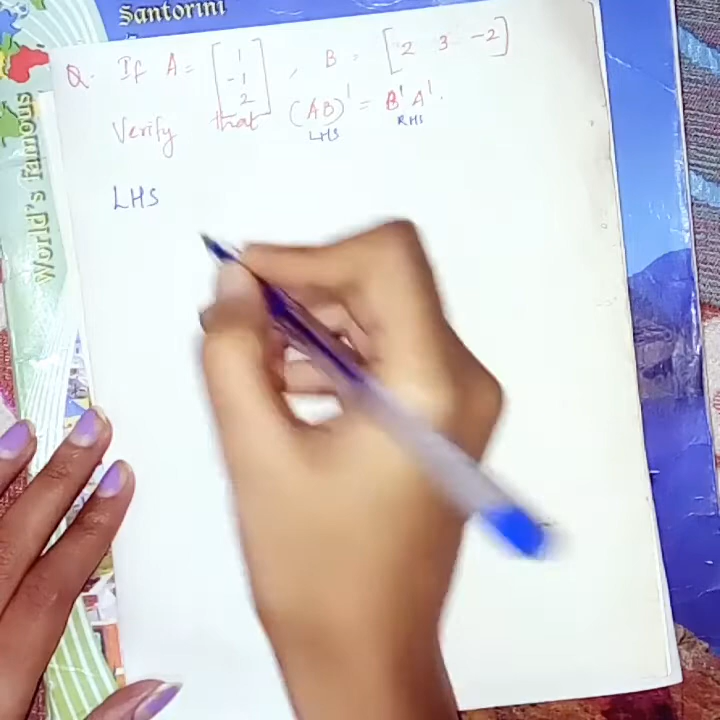 Santorini
World's famous
Q. If A = [1 -1 2] , B = [2 3 -2]
Verify that (AB)' = B'A'.
LHS RHS
LHS